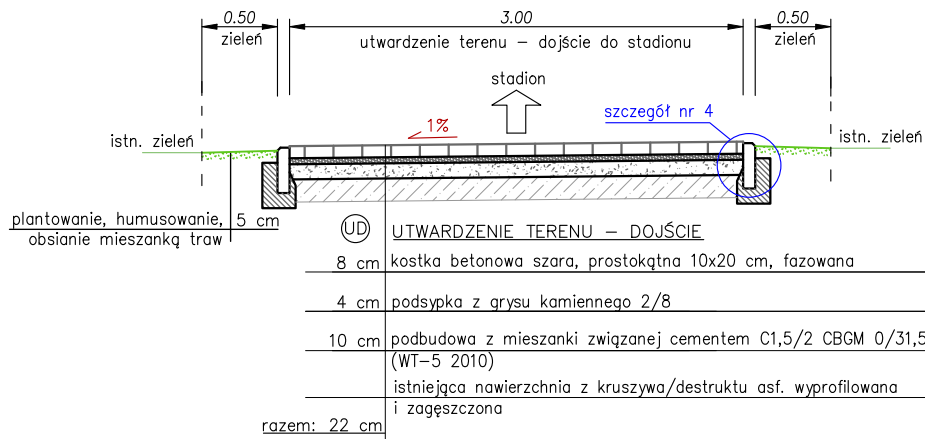 0.50
3.00
0.50
zieleń
utwardzenie terenu – dojście do stadionu
zieleń
stadion
szczegół nr 4
1%
istn. zieleń
istn. zieleń
plantowanie, humusowanie,
obsianie mieszanką traw
5 cm
UD
UTWARDZENIE TERENU – DOJŚCIE
8 cm
kostka betonowa szara, prostokątna 10x20 cm, fazowana
4 cm
podsypka z grysu kamiennego 2/8
10 cm
podbudowa z mieszanki związanej cementem C1,5/2 CBGM 0/31,5
(WT–5 2010)
istniejąca nawierzchnia z kruszywa/destruktu asf. wyprofilowana
i zagęszczona
razem: 22 cm